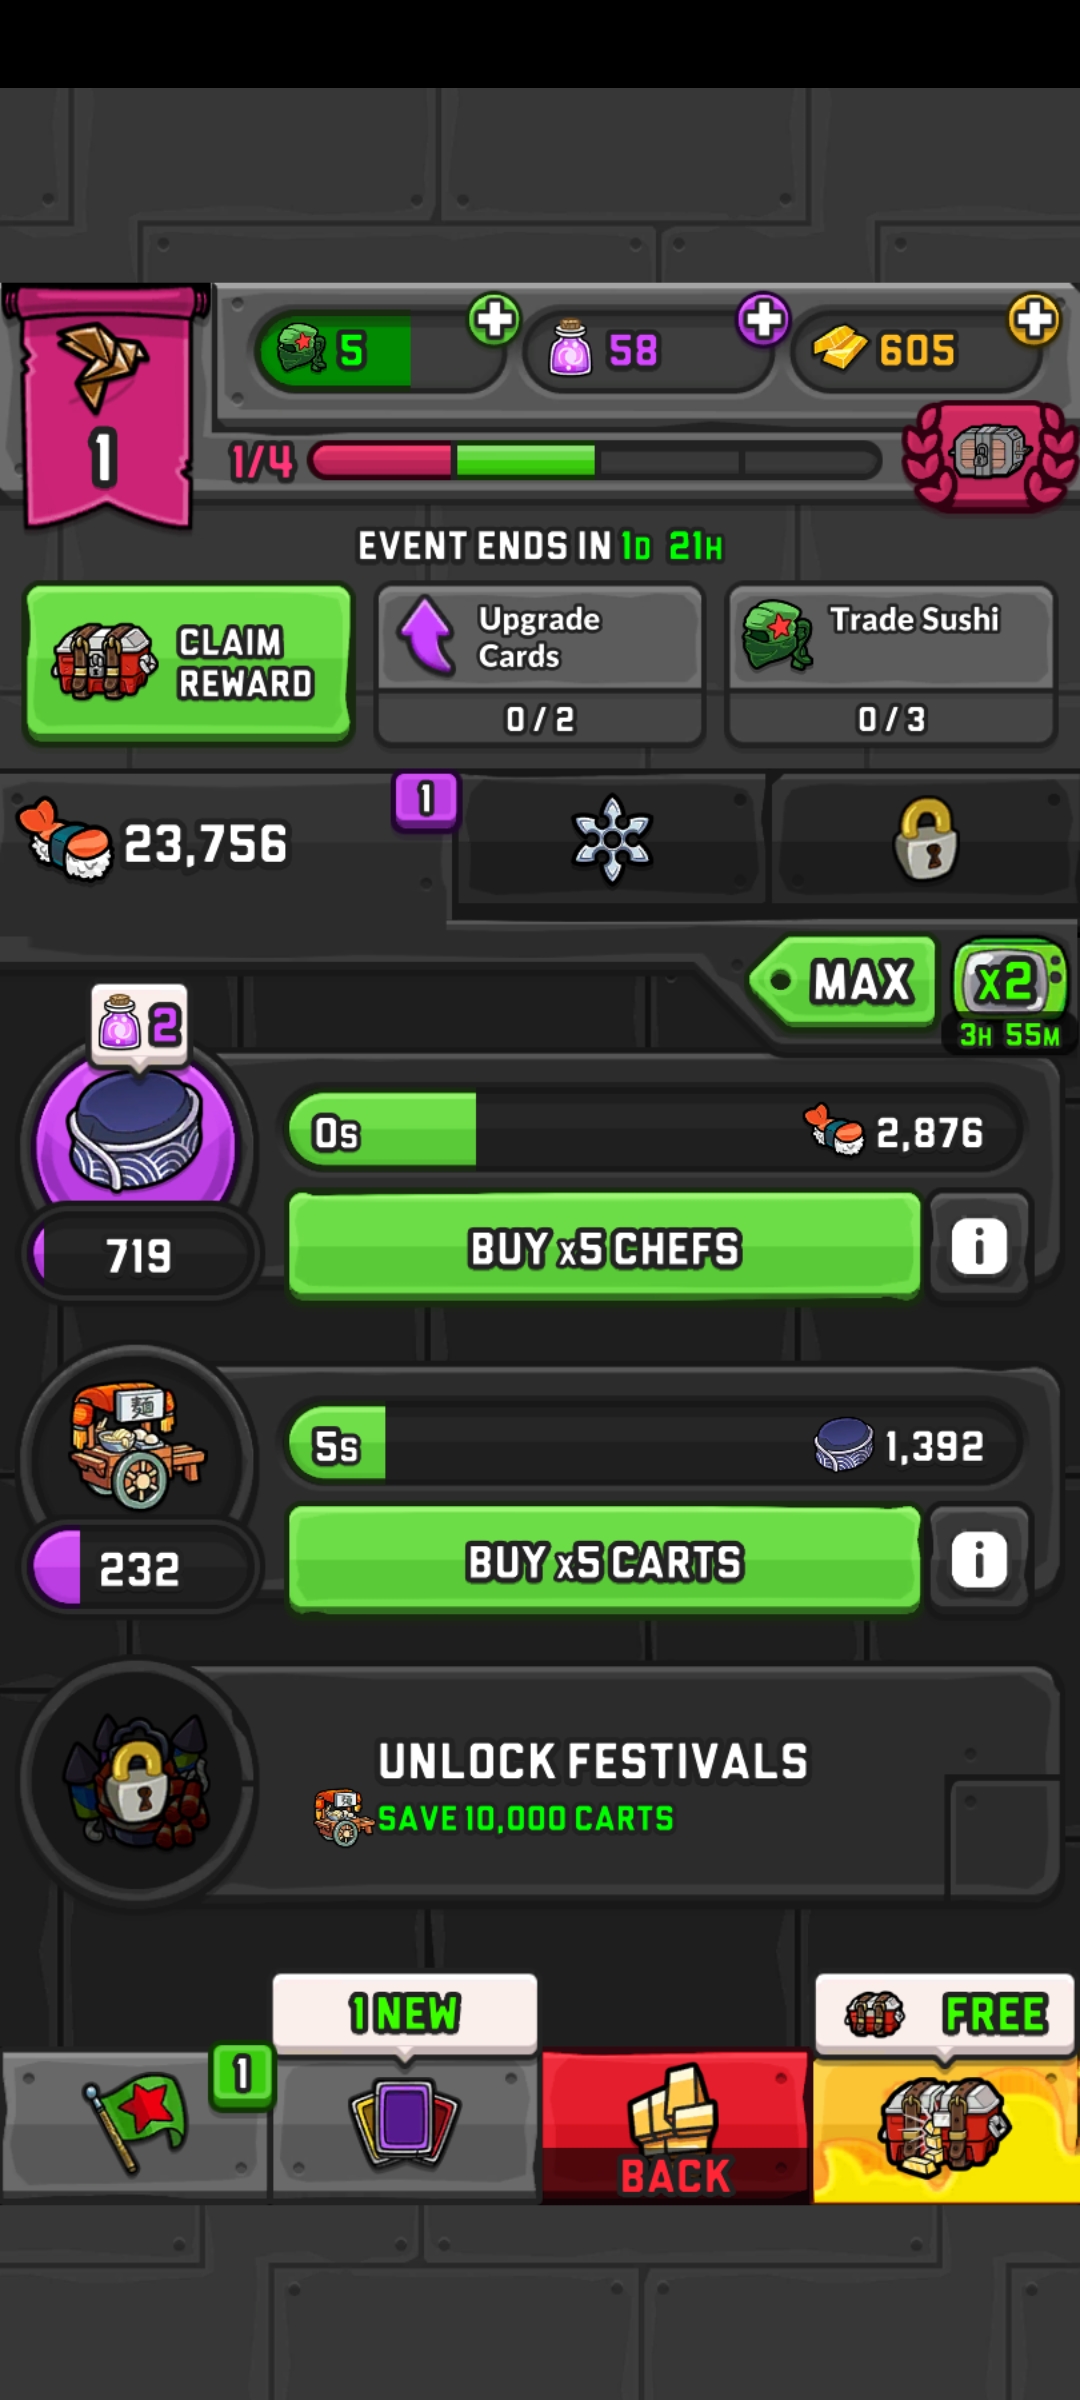 5
58
605
1
1/4
EVENT ENDS IN 1D 21H
CLAIM
REWARD
Upgrade
Cards
0 / 2
Trade Sushi
0 / 3
23,756
1
MAX
x2
3H 55M
2
0s
2,876
719
BUY x5 CHEFS
i
麺
5s
1,392
232
BUY x5 CARTS
i
UNLOCK FESTIVALS
SAVE 10,000 CARTS
1 NEW
FREE
1
BACK